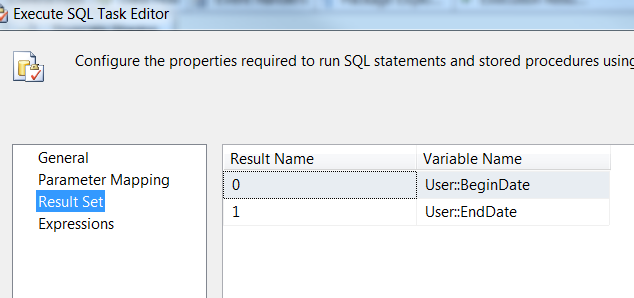 Execute SQL Task Editor
Configure the properties required to run SQL statements and stored procedures using
General
Parameter Mapping
Result Set
Expressions
Result Name Variable Name
0 User::BeginDate
1 User::EndDate